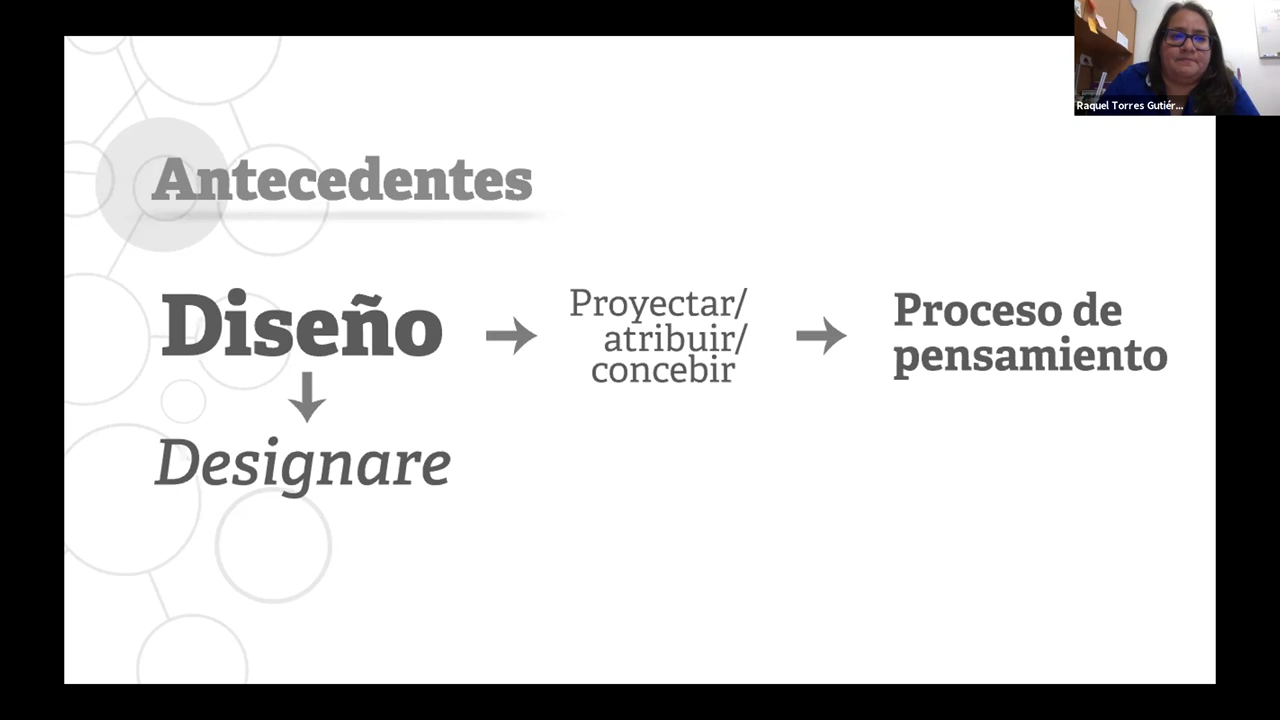 Raquel Torres Gutiér...
Antecedentes
Diseño
Proyectar/
atribuir/
concebir
Proceso de
pensamiento
Designare